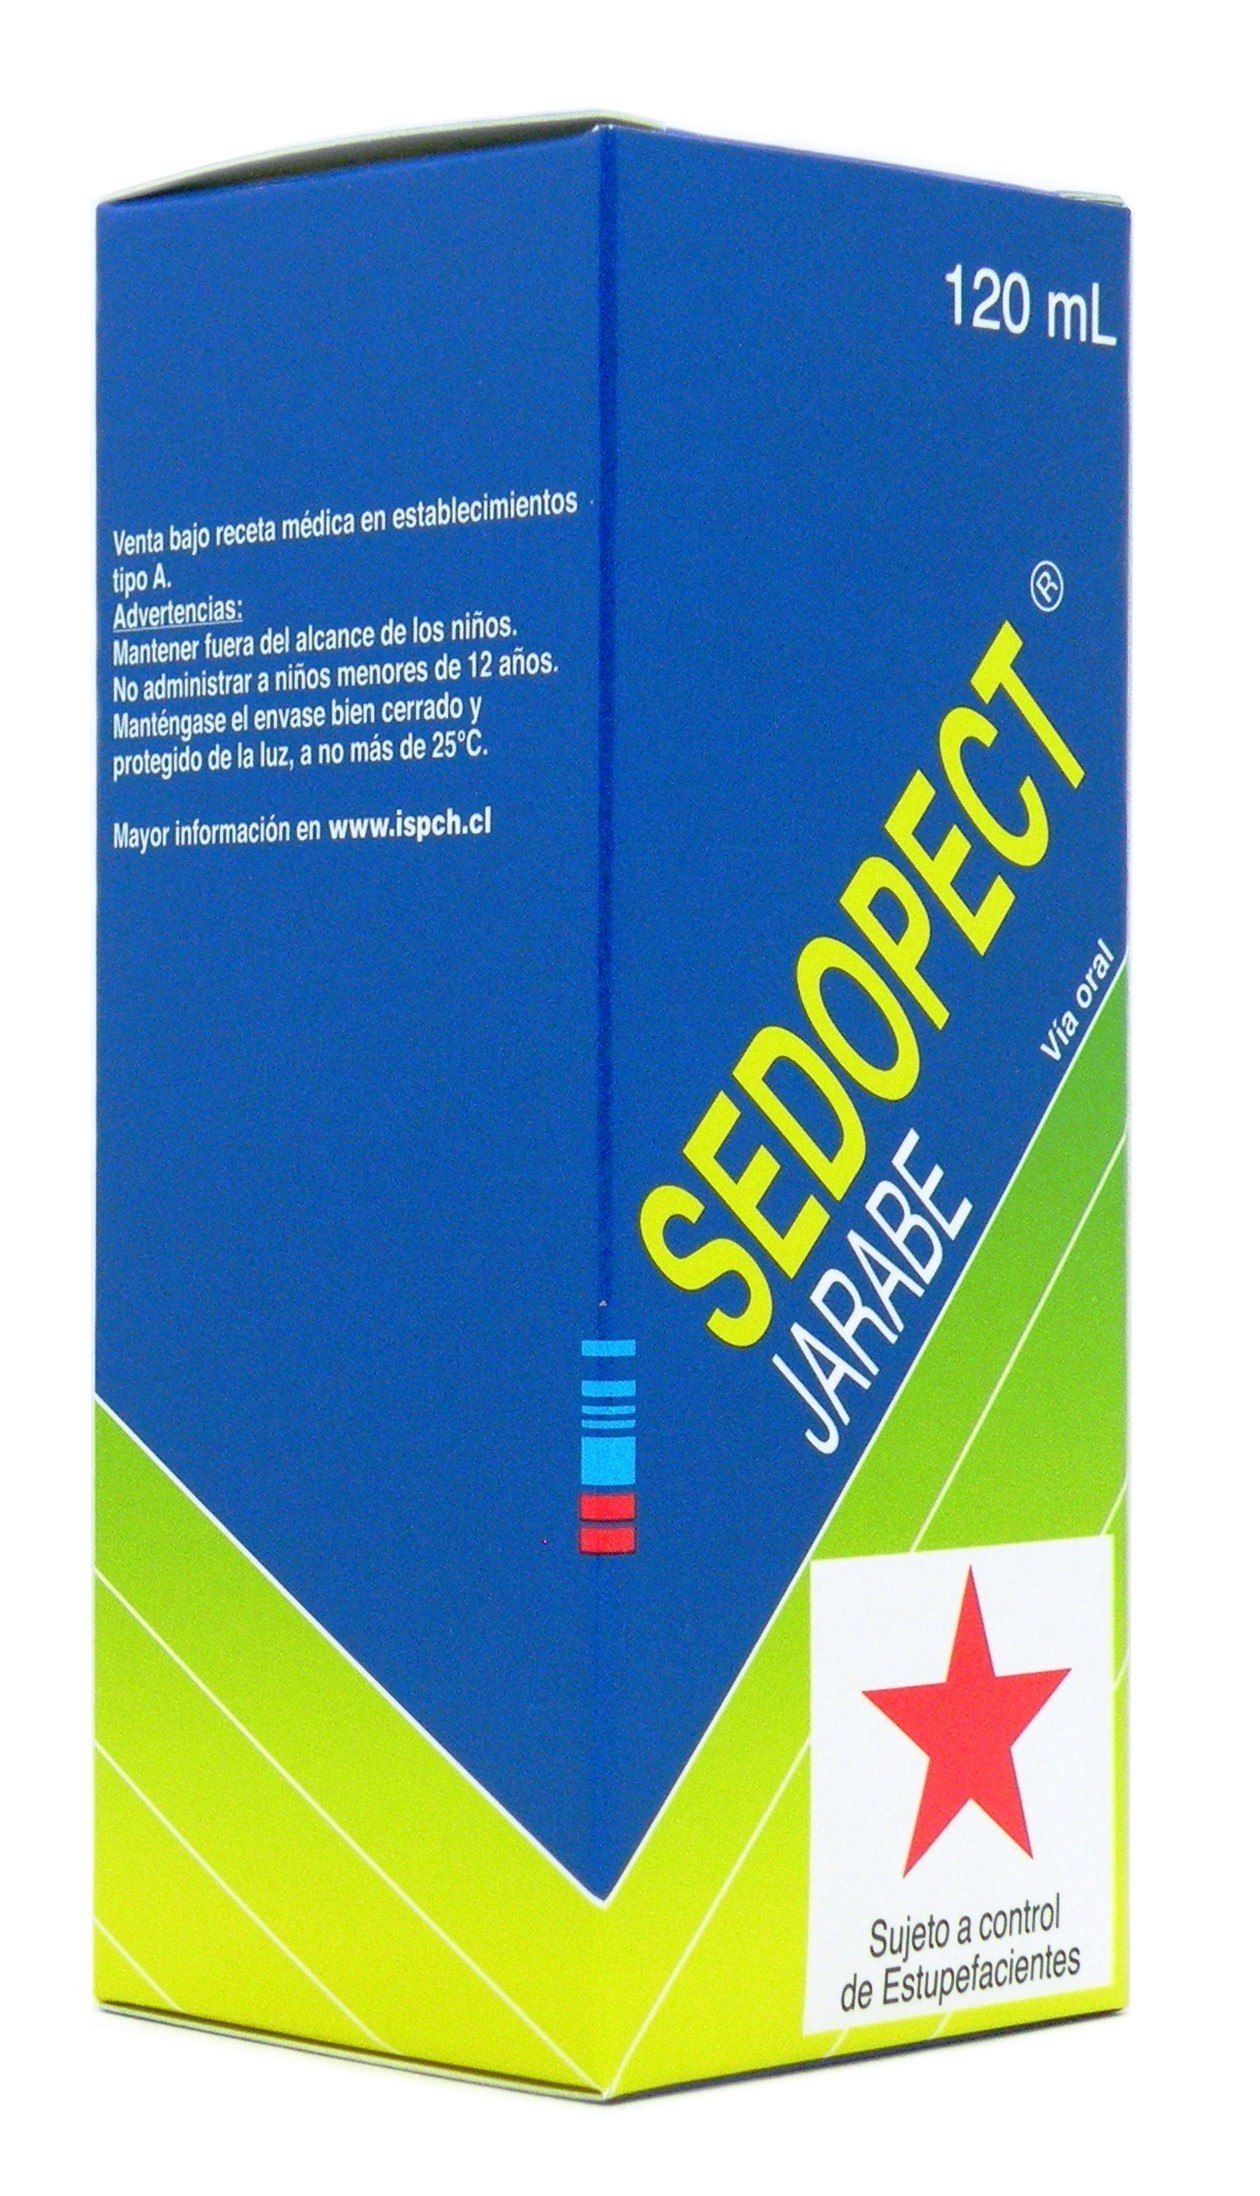 Venta bajo receta médica en establecimientos
tipo A.
Advertencias:
Mantener fuera del alcance de los niños.
No administrar a niños menores de 12 años.
Manténgase el envase bien cerrado y
protegido de la luz, a no más de 25°C.
Mayor información en www.ispch.cl
120 mL
SEDOPECT ®
JARABE
Vía oral
Sujeto a control
de Estupefacientes